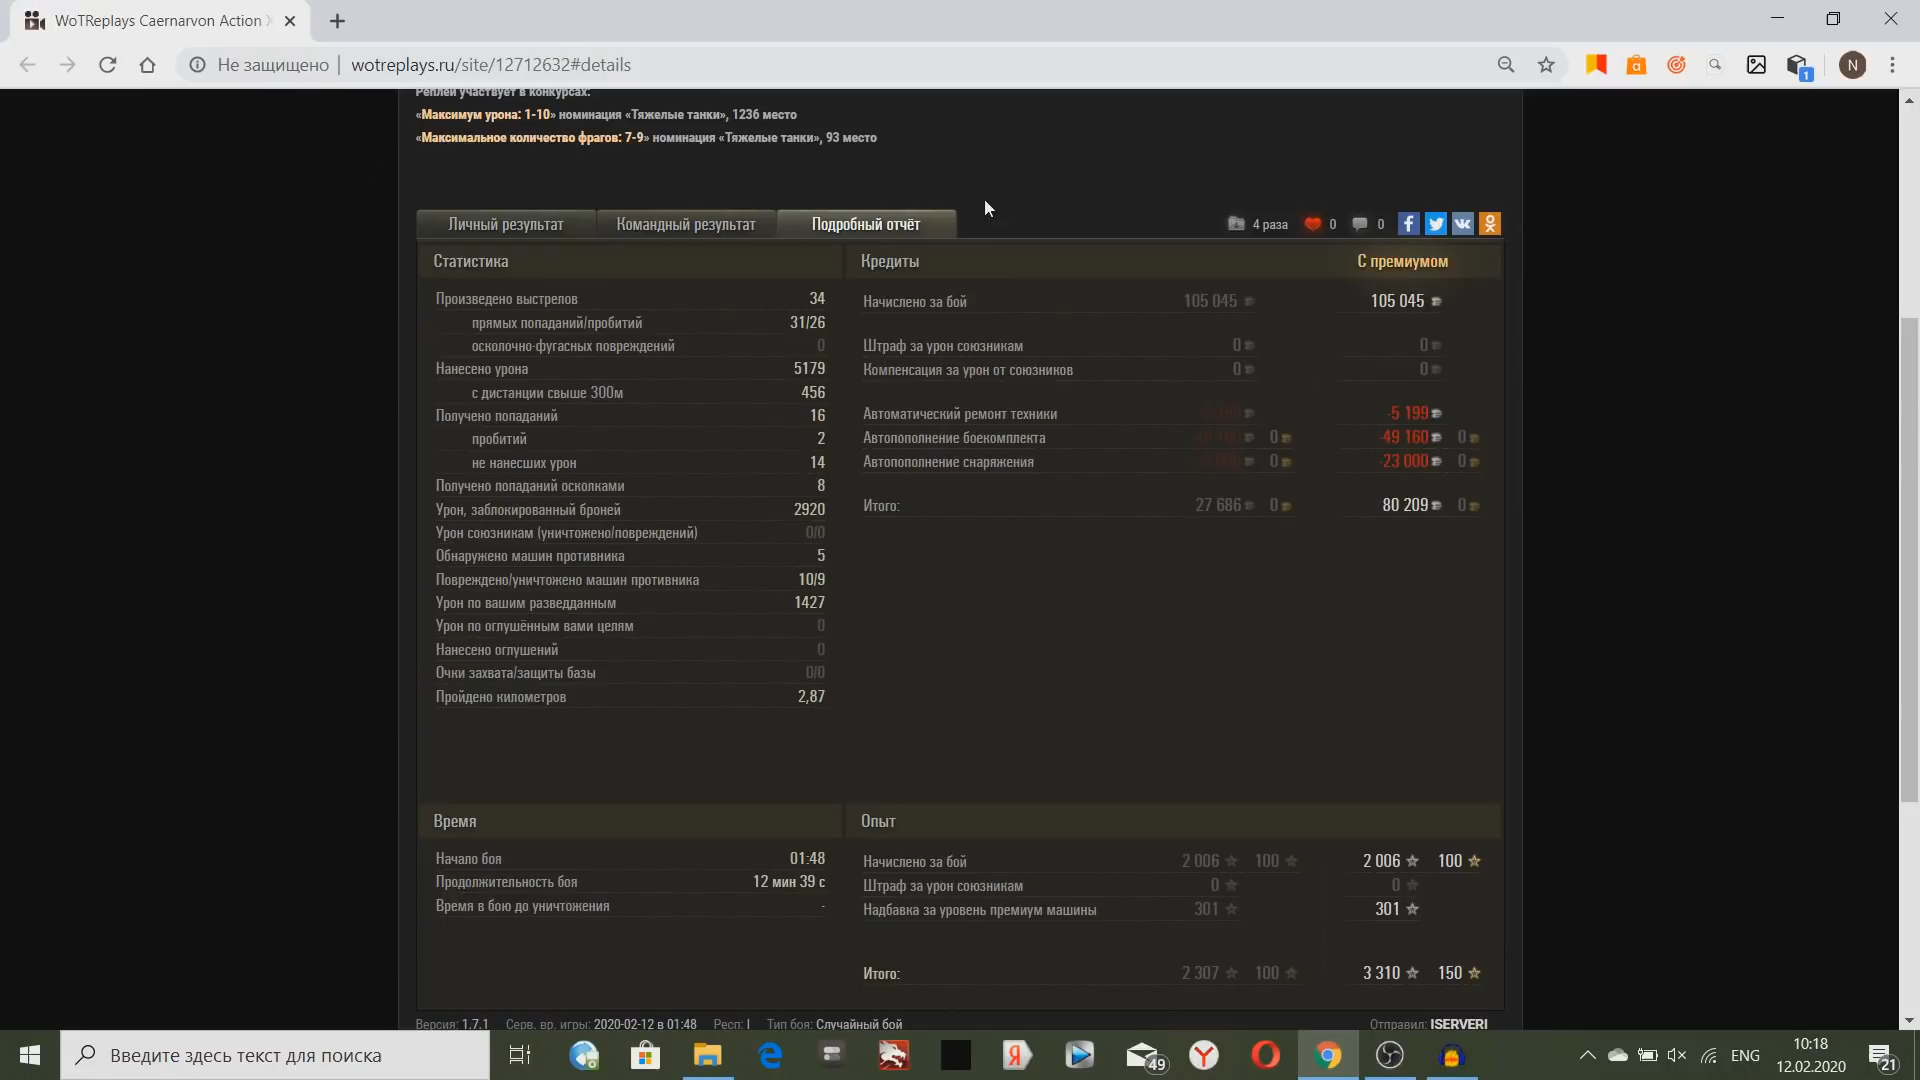 WoTReplays Caernarvon Action X
Не защищено | wotreplays.ru/site/12712632#details
N
1
Реплей участвует в конкурсах:
«Максимум урона: 1-10» номинация «Тяжелые танки», 1236 место
«Максимальное количество фрагов: 7-9» номинация «Тяжелые танки», 93 место
Личный результат Командный результат Подробный отчёт 4 раза 0 0
Статистика
Произведено выстрелов 34
прямых попаданий/пробитий 31/26
осколочно-фугасных повреждений 0
Нанесено урона 5179
с дистанции свыше 300м 456
Получено попаданий 16
пробитий 2
не нанесших урон 14
Получено попаданий осколками 8
Урон, заблокированный броней 2920
Урон союзникам (уничтожено/повреждений) 0/0
Обнаружено машин противника 5
Повреждено/уничтожено машин противника 10/9
Урон по вашим разведданным 1427
Урон по оглушённым вами целям 0
Нанесено оглушений 0
Очки захвата/защиты базы 0/0
Пройдено километров 2,87
Кредиты С премиумом
Начислено за бой 105 045 105 045
Штраф за урон союзникам 0 0
Компенсация за урон от союзников 0 0
Автоматический ремонт техники -5 199
Автопополнение боекомплекта 0 -49 160 0
Автопополнение снаряжения 0 -23 000 0
Итого: 27 686 0 80 209 0
Время
Начало боя 01:48
Продолжительность боя 12 мин 39 с
Время в бою до уничтожения -
Опыт
Начислено за бой 2 006 100 2 006 100
Штраф за урон союзникам 0 0
Надбавка за уровень премиум машины 301 301
Итого: 2 307 100 3 310 150
Версия: 1.7.1 Серв. вр. игры: 2020-02-12 в 01:48 Респ: I Тип боя: Случайный бой Отправил: ISERVERI
Введите здесь текст для поиска
49
ENG
10:18
12.02.2020
21